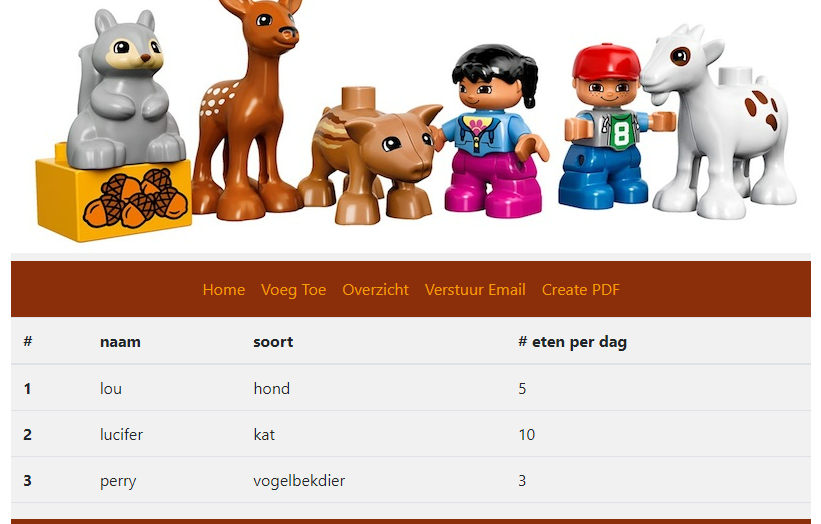 8
Home Voeg Toe Overzicht Verstuur Email Create PDF
# naam soort # eten per dag
1 lou hond 5
2 lucifer kat 10
3 perry vogelbekdier 3